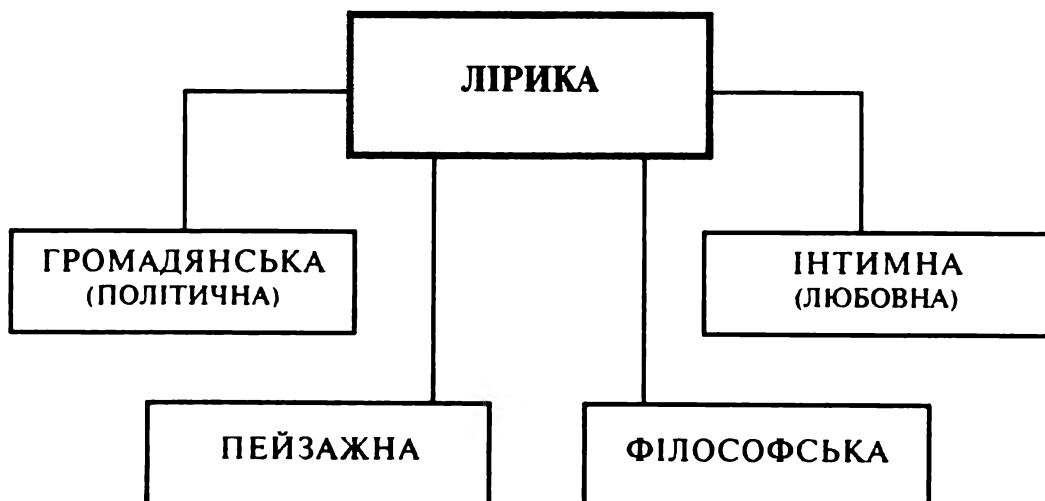 ЛІРИКА
ГРОМАДЯНСЬКА
(ПОЛІТИЧНА)
ІНТИМНА
(ЛЮБОВНА)
ПЕЙЗАЖНА
ФІЛОСОФСЬКА